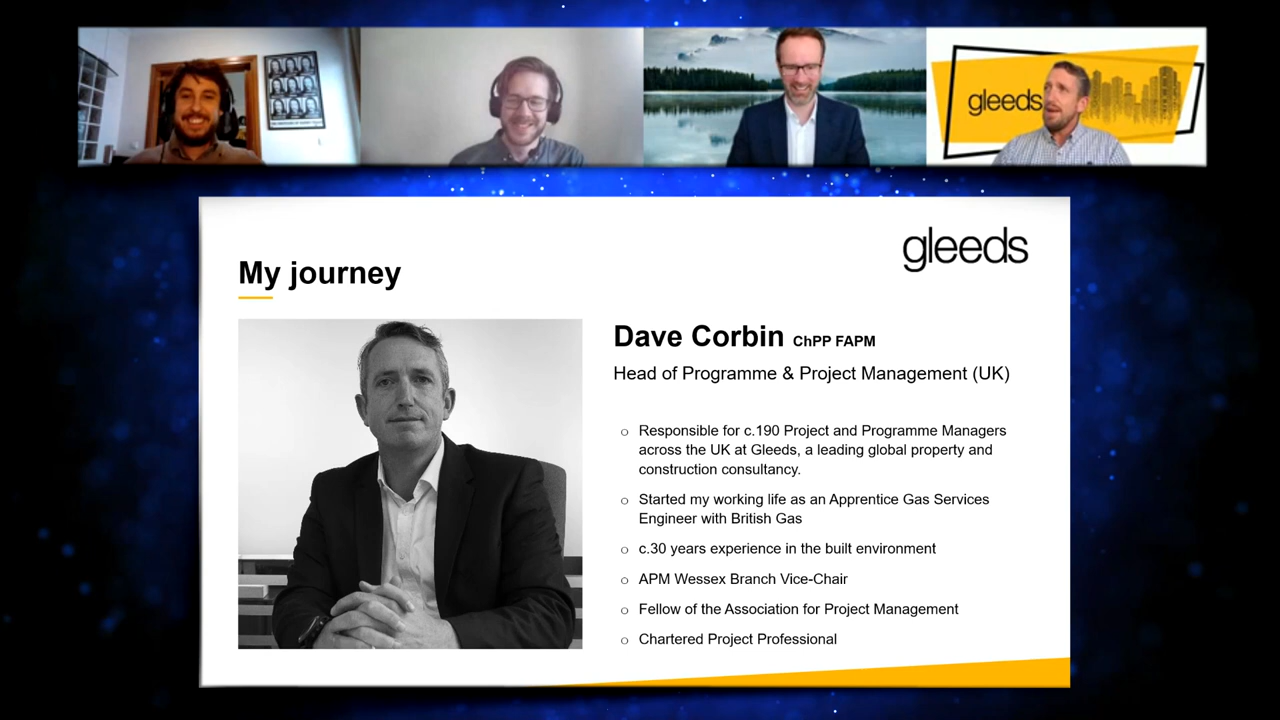 gleeds
gleeds
My journey
Dave Corbin ChPP FAPM
Head of Programme & Project Management (UK)
o Responsible for c.190 Project and Programme Managers
across the UK at Gleeds, a leading global property and
construction consultancy.
o Started my working life as an Apprentice Gas Services
Engineer with British Gas
o c.30 years experience in the built environment
o APM Wessex Branch Vice-Chair
o Fellow of the Association for Project Management
o Chartered Project Professional